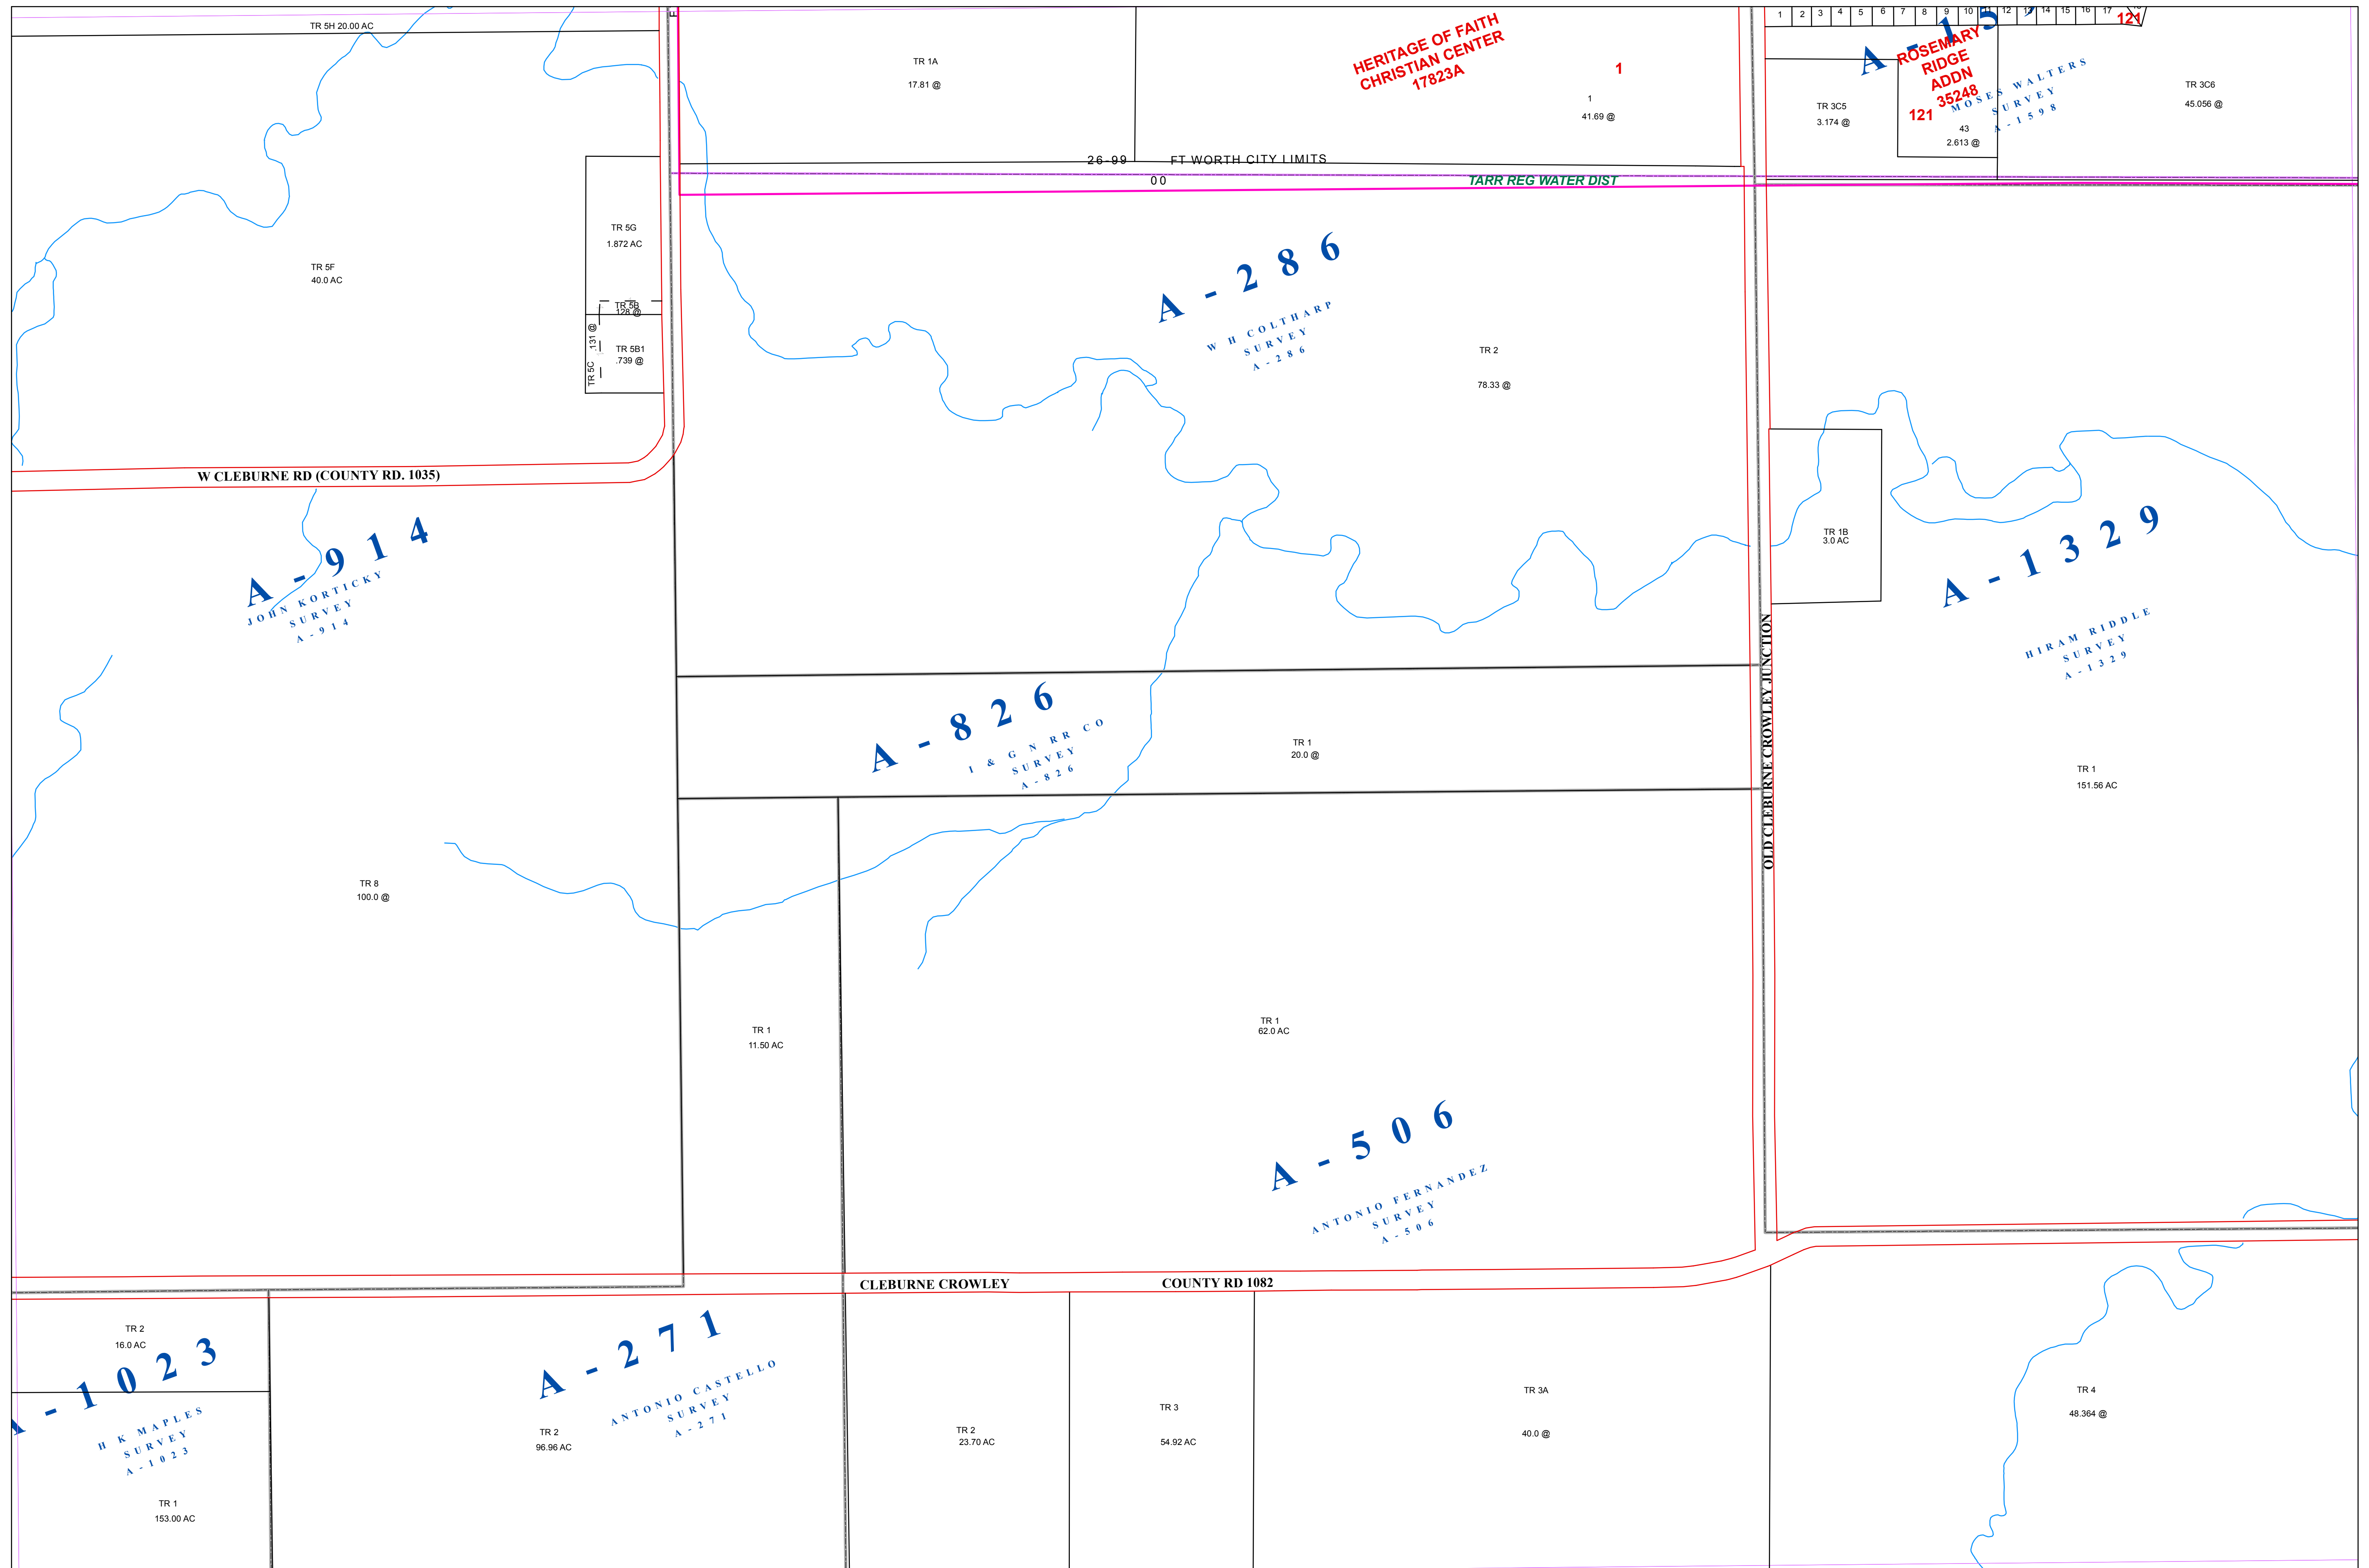 TR 5H 20.00 AC
TR 1A
17.81 @
HERITAGE OF FAITH
CHRISTIAN CENTER
17823A
1
1
41.69 @
1 2 3 4 5 6 7 8 9 10 11 12 13 14 15 16 17
121
ROSEMARY
RIDGE
ADDN
35248
121
MOSES WALTERS
SURVEY
A-1598
TR 3C5
3.174 @
43
2.613 @
TR 3C6
45.056 @
26-99 FT WORTH CITY LIMITS
00
TARR REG WATER DIST
TR 5G
1.872 AC
TR 5F
40.0 AC
TR 5B
128 @
TR 5C .131 @
TR 5B1
.739 @
A-286
W H COLTHARP
SURVEY
A-286
TR 2
78.33 @
W CLEBURNE RD (COUNTY RD. 1035)
A-914
JOHN KORTICKY
SURVEY
A-914
TR 1B
3.0 AC
A-1329
HIRAM RIDDLE
SURVEY
A-1329
OLD CLEBURNE CROWLEY JUNCTION
A-826
I & G N RR CO
SURVEY
A-826
TR 1
20.0 @
TR 1
151.56 AC
TR 8
100.0 @
TR 1
11.50 AC
TR 1
62.0 AC
A-506
ANTONIO FERNANDEZ
SURVEY
A-506
CLEBURNE CROWLEY COUNTY RD 1082
TR 2
16.0 AC
A-1023
H K MAPLES
SURVEY
A-1023
TR 1
153.00 AC
A-271
ANTONIO CASTELLO
SURVEY
A-271
TR 2
96.96 AC
TR 2
23.70 AC
TR 3
54.92 AC
TR 3A
40.0 @
TR 4
48.364 @